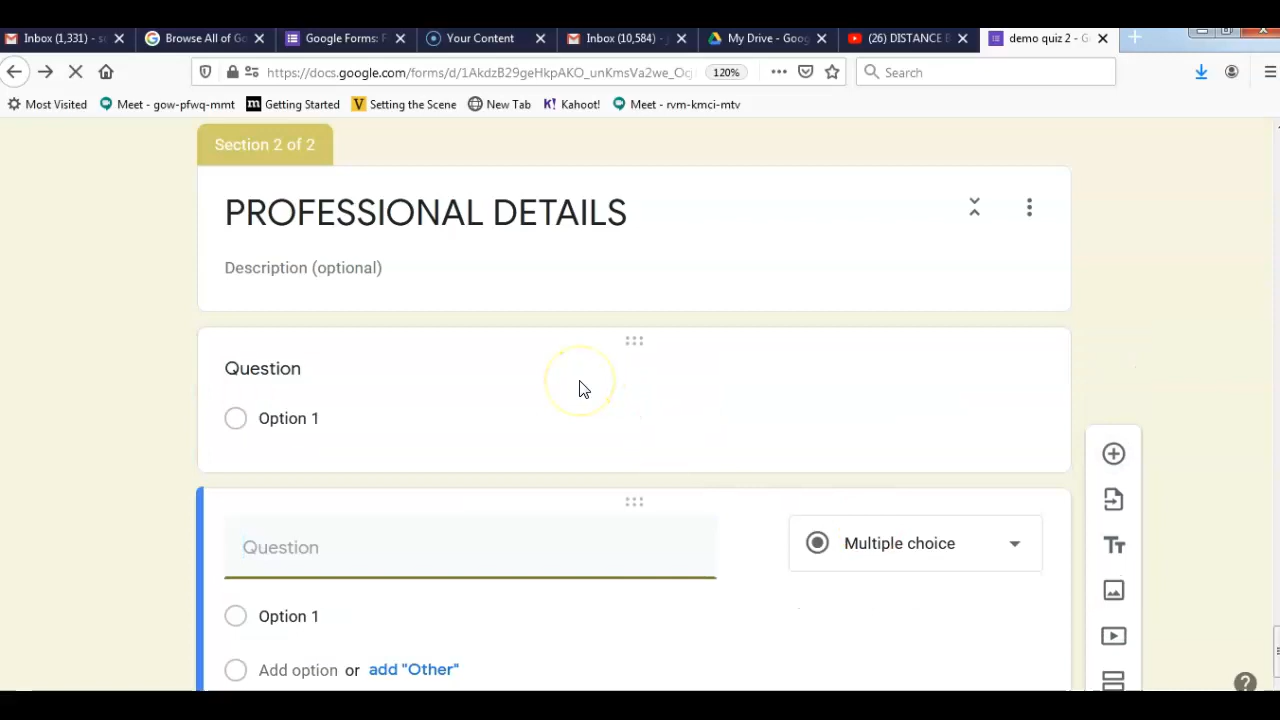 Inbox (1,331) - s
Browse All of Go
Google Forms: F
Your Content
Inbox (10,584) -
My Drive - Goog
(26) DISTANCE
demo quiz 2 - G
https://docs.google.com/forms/d/1AkdzB29geHkpAKO_unKmsVa2we_Og
120%
Search
Most Visited
Meet - gow-pfwq-mmt
Getting Started
Setting the Scene
New Tab
Kahoot!
Meet - rvm-kmci-mtv
Section 2 of 2
PROFESSIONAL DETAILS
Description (optional)
Question
Option 1
Question
Multiple choice
Option 1
Add option or add "Other"